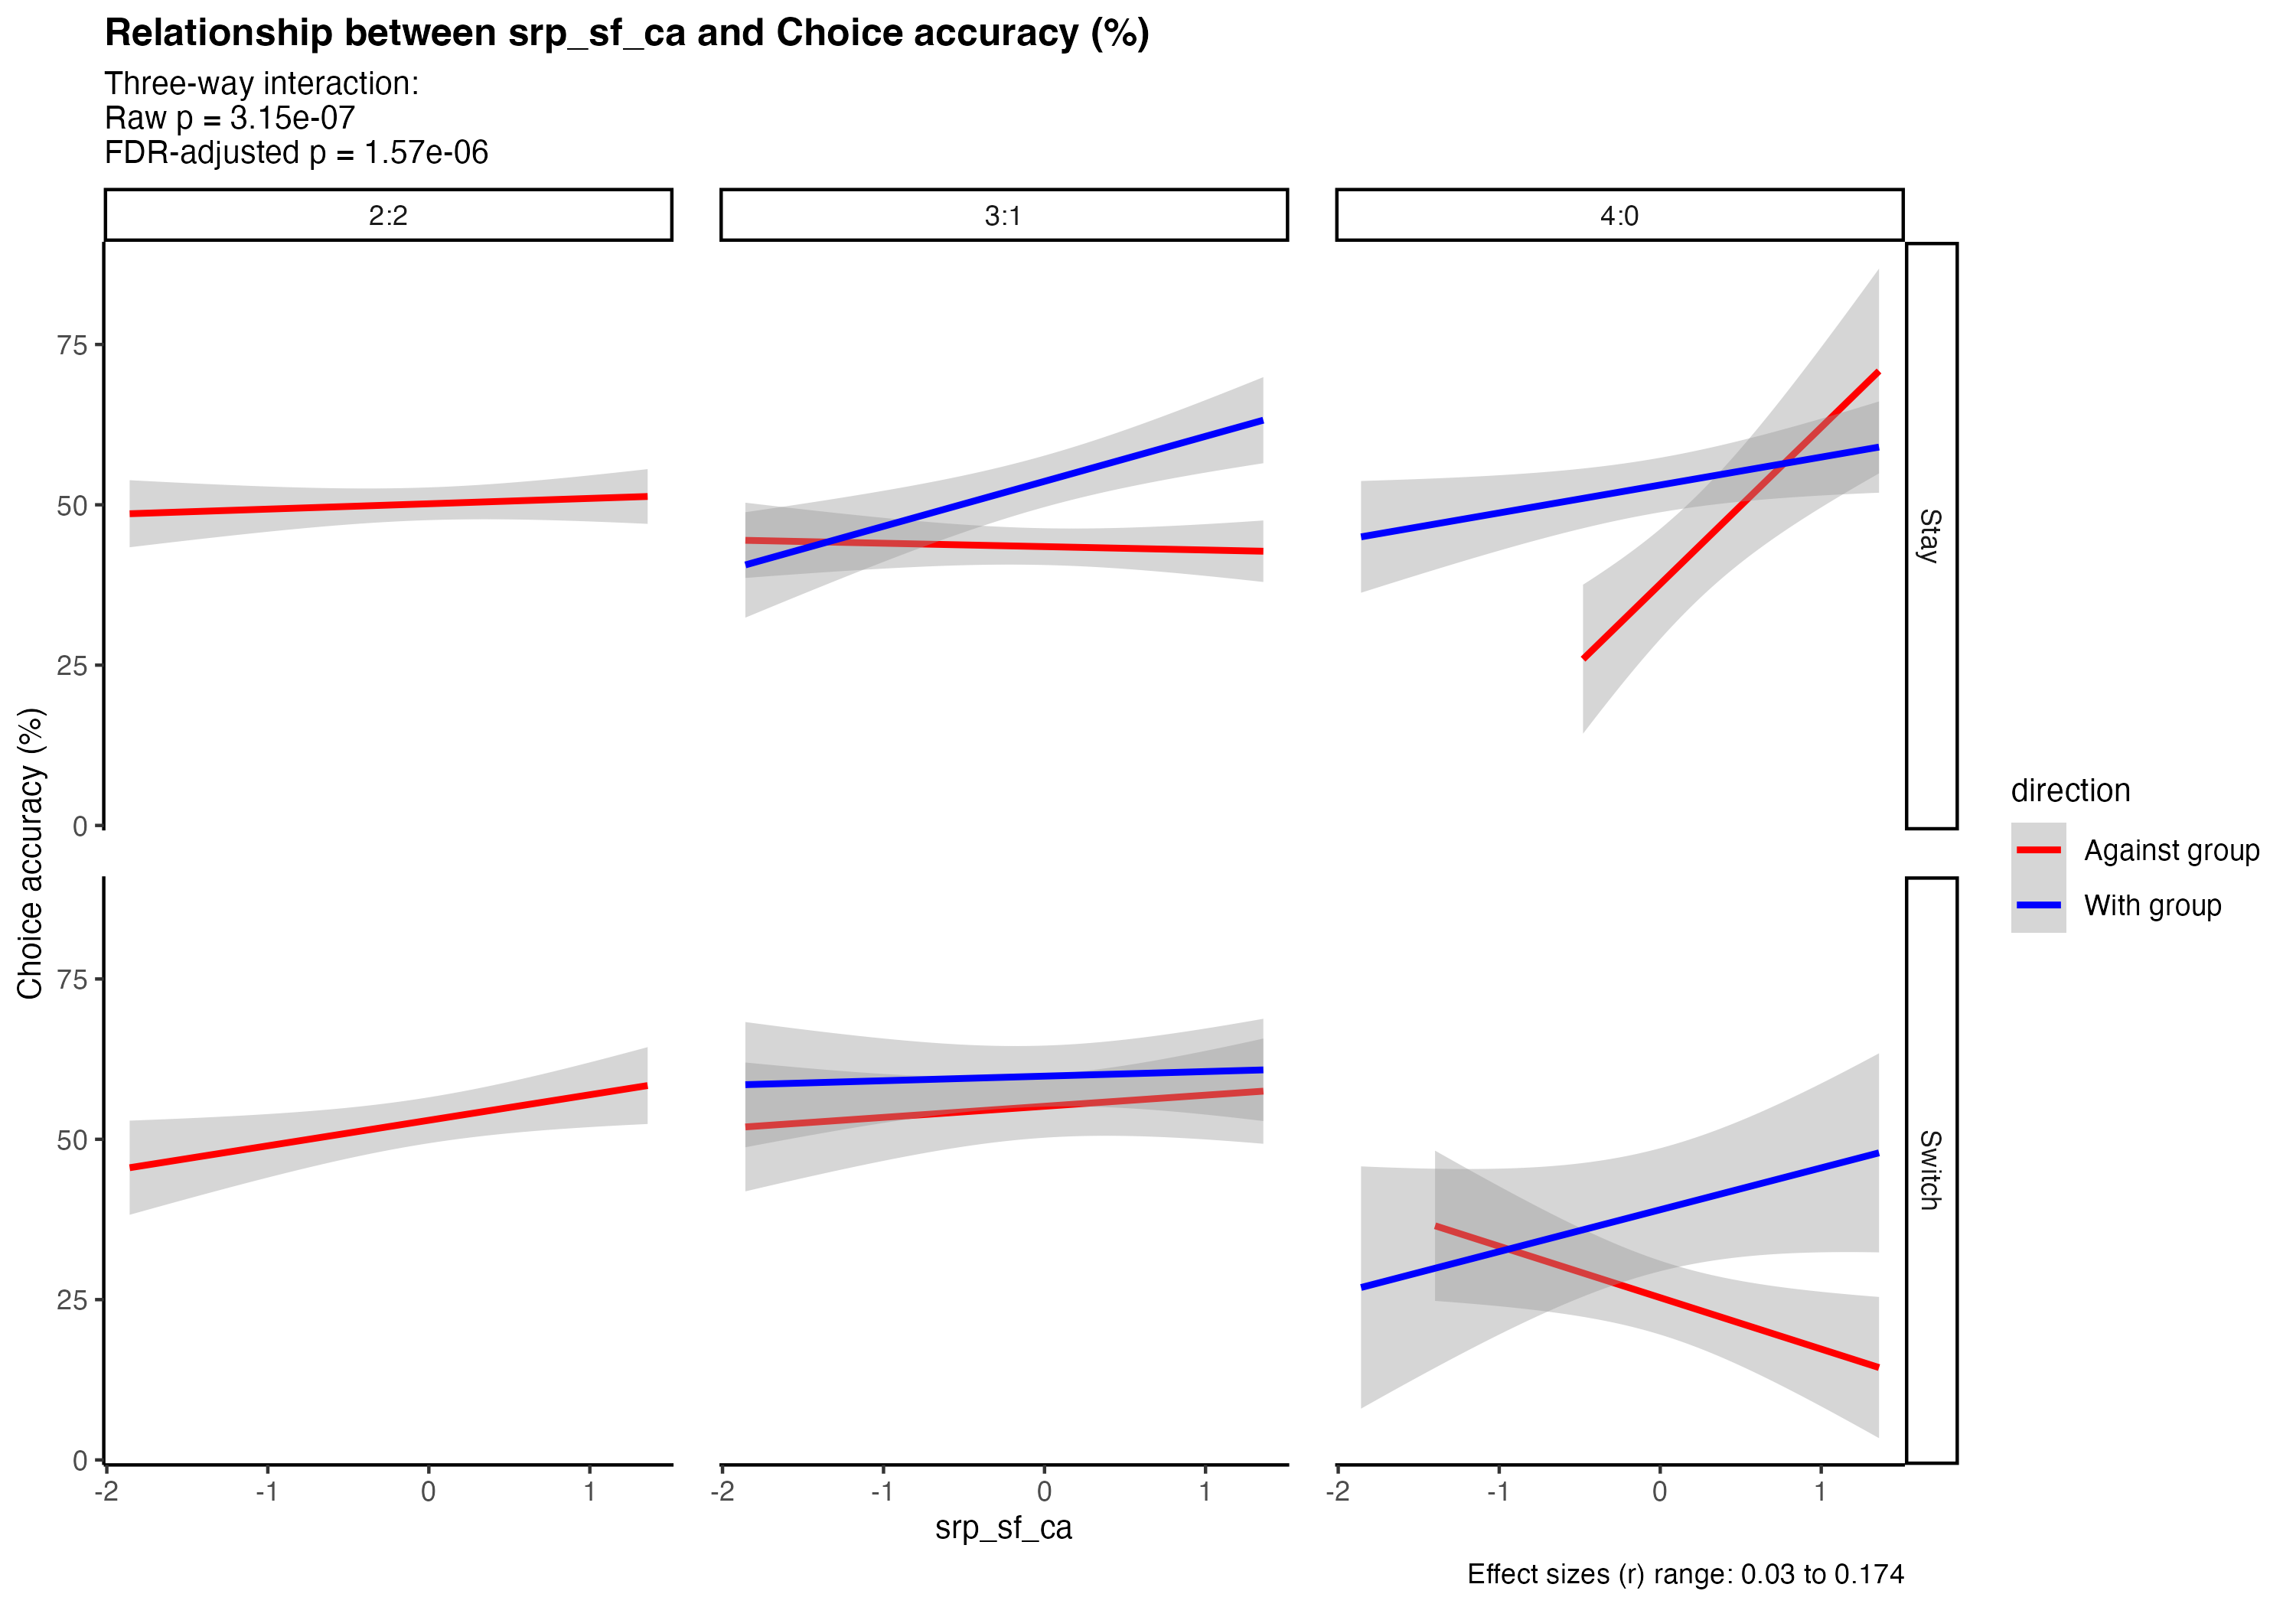 Relationship between srp_sf_ca and Choice accuracy (%)
Three-way interaction:
Raw p = 3.15e-07
FDR-adjusted p = 1.57e-06
2:2
3:1
4:0
75
50
25
0
Stay
75
50
25
0
Switch
Choice accuracy (%)
-2
-1
0
1
-2
-1
0
1
-2
-1
0
1
srp_sf_ca
direction
Against group
With group
Effect sizes (r) range: 0.03 to 0.174